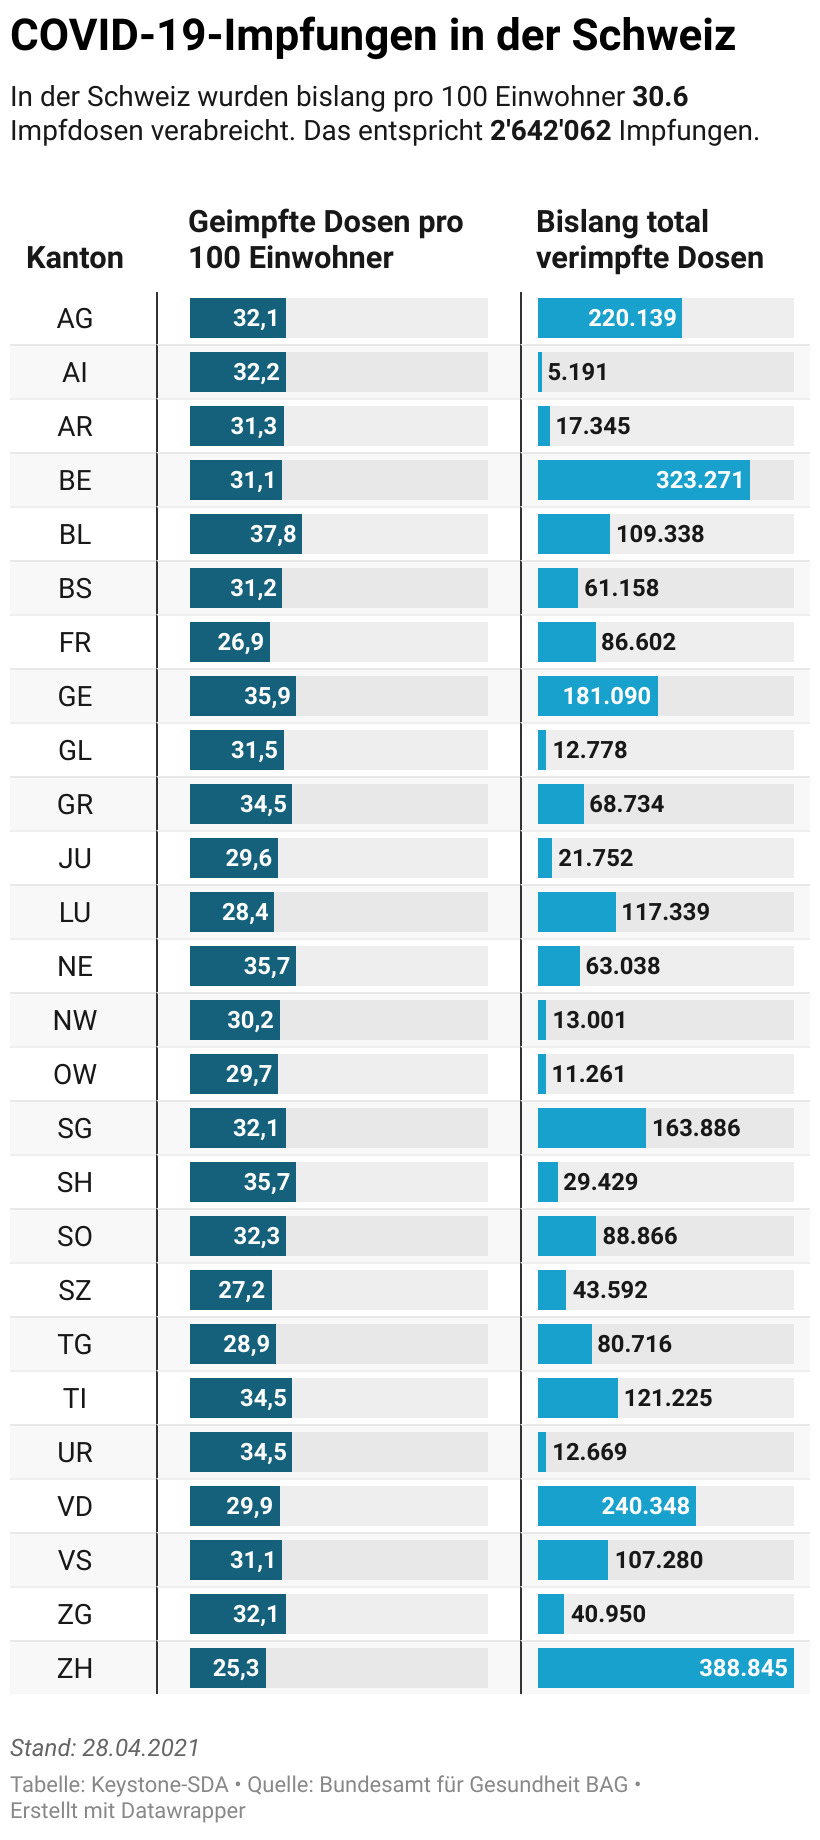 COVID-19-Impfungen in der Schweiz
In der Schweiz wurden bislang pro 100 Einwohner 30.6
Impfdosen verabreicht. Das entspricht 2'642'062 Impfungen.
Kanton Geimpfte Dosen pro 100 Einwohner Bislang total verimpfte Dosen
AG 32,1 220.139
AI 32,2 5.191
AR 31,3 17.345
BE 31,1 323.271
BL 37,8 109.338
BS 31,2 61.158
FR 26,9 86.602
GE 35,9 181.090
GL 31,5 12.778
GR 34,5 68.734
JU 29,6 21.752
LU 28,4 117.339
NE 35,7 63.038
NW 30,2 13.001
OW 29,7 11.261
SG 32,1 163.886
SH 35,7 29.429
SO 32,3 88.866
SZ 27,2 43.592
TG 28,9 80.716
TI 34,5 121.225
UR 34,5 12.669
VD 29,9 240.348
VS 31,1 107.280
ZG 32,1 40.950
ZH 25,3 388.845
Stand: 28.04.2021
Tabelle: Keystone-SDA • Quelle: Bundesamt für Gesundheit BAG •
Erstellt mit Datawrapper